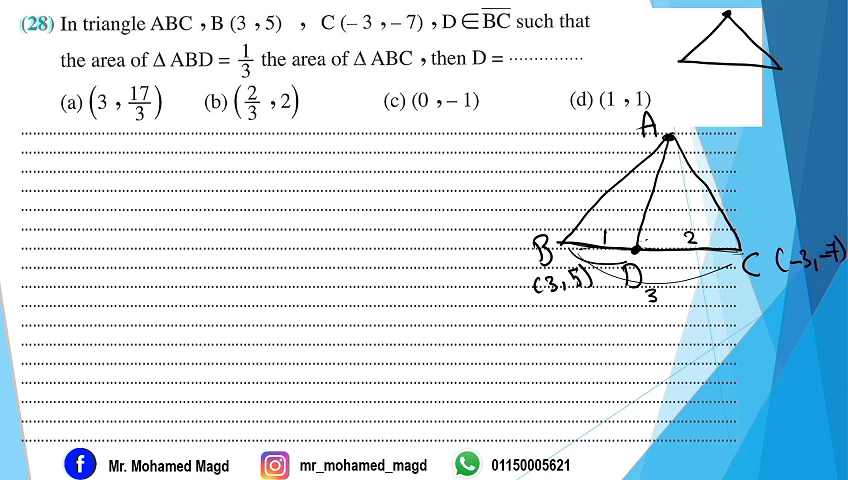 (28) In triangle ABC , B (3 , 5) , C (– 3 , – 7) , D ∈ \overline{BC} such that
the area of Δ ABD = 1/3 the area of Δ ABC , then D = ...............
(a) (3 , 17/3) (b) (2/3 , 2) (c) (0 , – 1) (d) (1 , 1)
A
1 2
B D C (-3,-7)
(3,5)
3
Mr. Mohamed Magd mr_mohamed_magd 01150005621